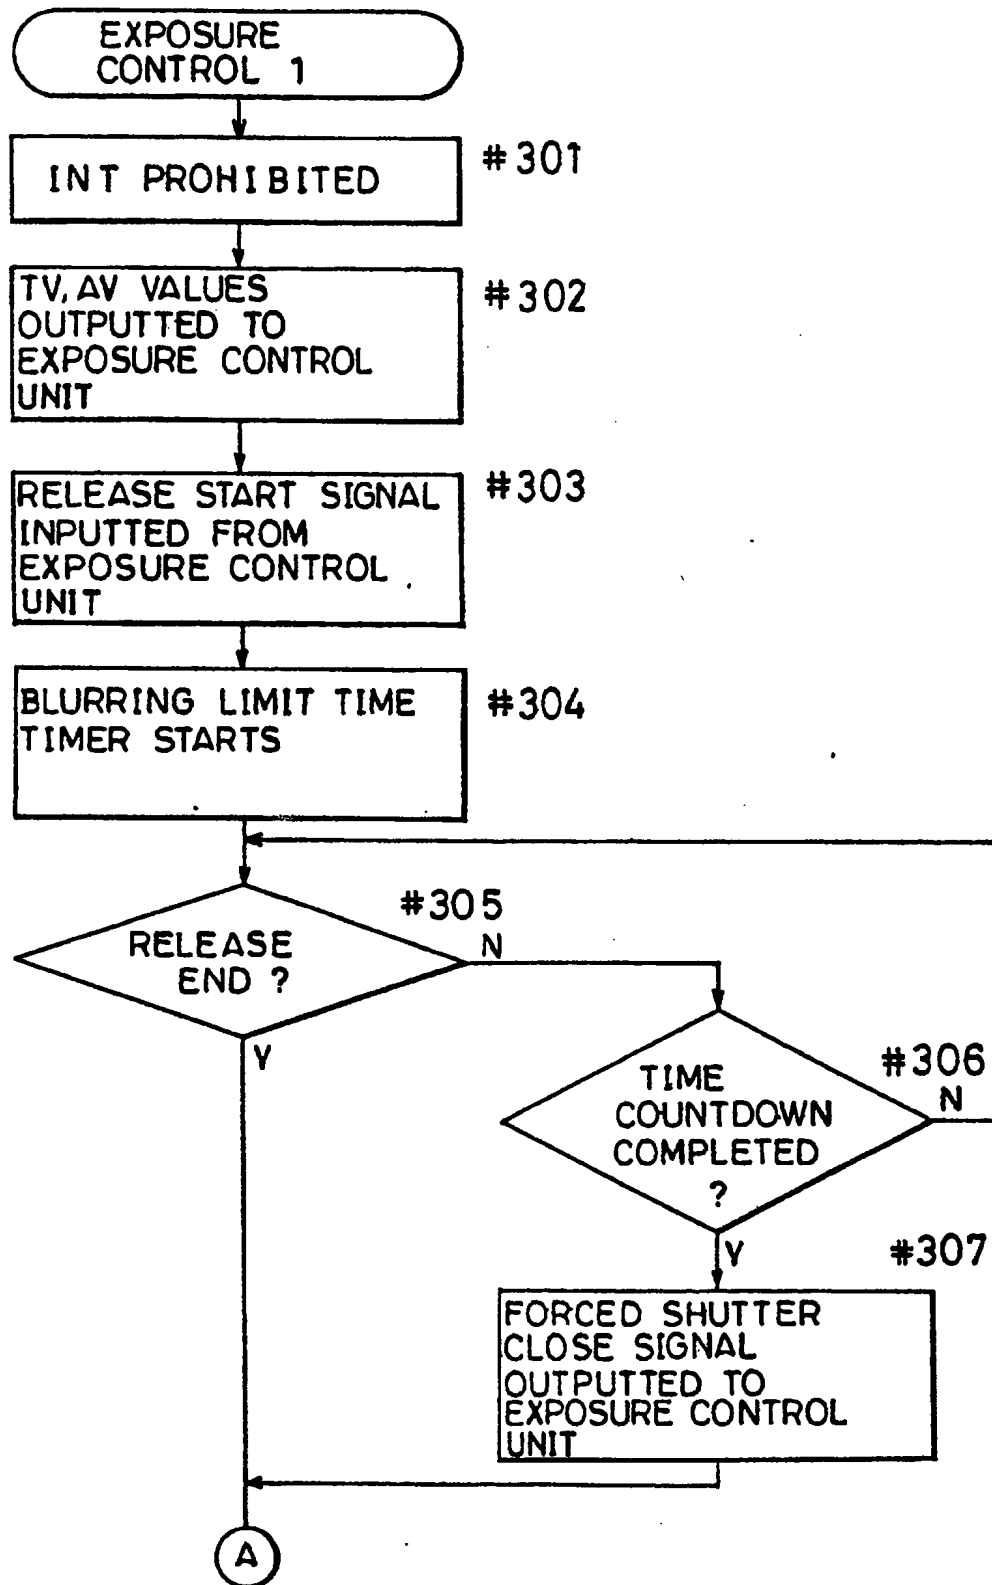 EXPOSURE
CONTROL 1
INT PROHIBITED
#301
TV, AV VALUES
OUTPUTTED TO
EXPOSURE CONTROL
UNIT
#302
RELEASE START SIGNAL
INPUTTED FROM
EXPOSURE CONTROL
UNIT
#303
BLURRING LIMIT TIME
TIMER STARTS
#304
RELEASE
END ?
#305
N
Y
TIME
COUNTDOWN
COMPLETED
?
#306
N
Y
#307
FORCED SHUTTER
CLOSE SIGNAL
OUTPUTTED TO
EXPOSURE CONTROL
UNIT
A